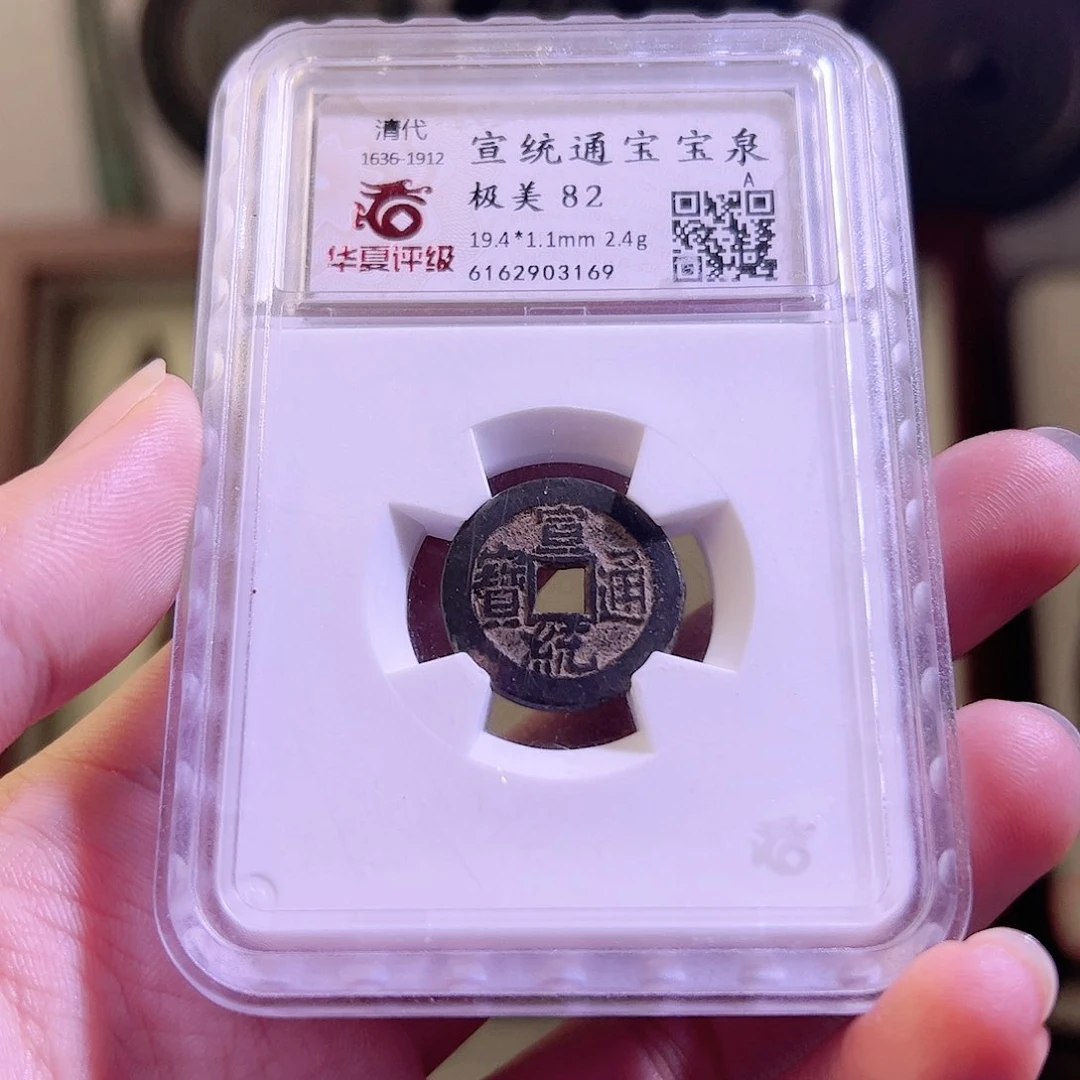 清代
1636-1912
华夏评级
宣统通宝宝泉
A
极美 82
19.4*1.1mm 2.4g
6162903169
宣
統
通
寶